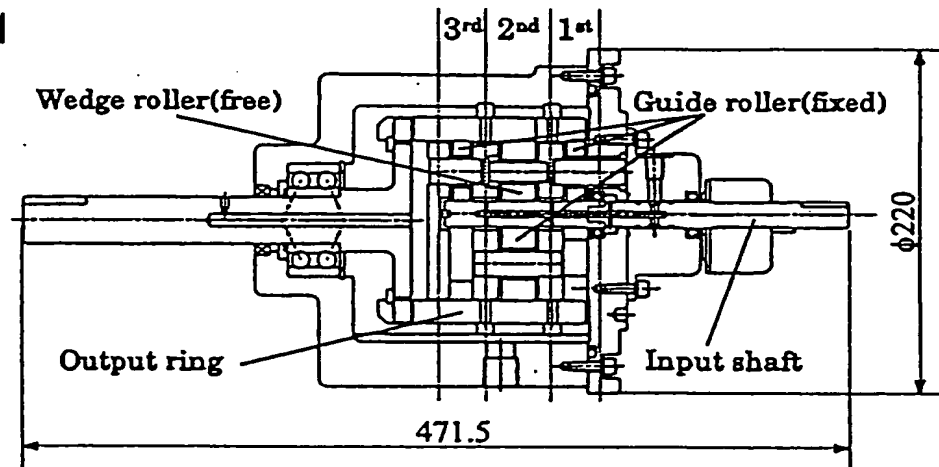 3rd 2nd 1st
Wedge roller(free)
Guide roller(fixed)
ϕ220
Output ring
Input shaft
471.5